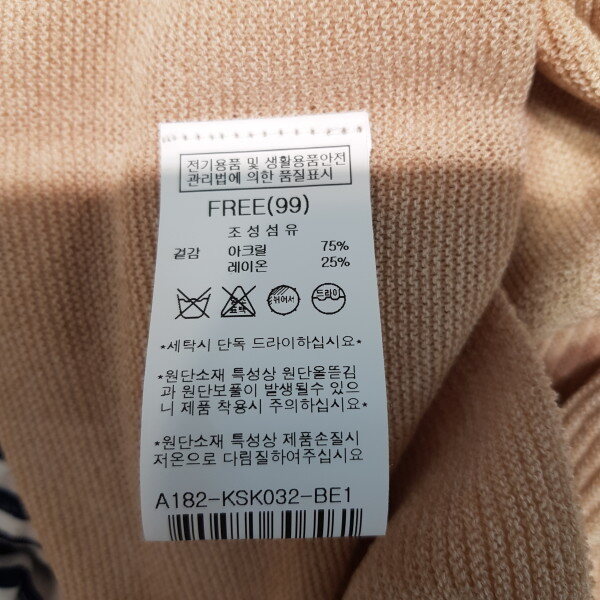 전기용품 및 생활용품안전
관리법에 의한 품질표시
FREE(99)
조성섬유
겉감 아크릴 75%
레이온 25%
표백 뉘어서 드라이
*세탁시 단독 드라이하십시요*
*원단소재 특성상 원단올뜯김
과 원단보풀이 발생될수 있으
니 제품 착용시 주의하십시요*
*원단소재 특성상 제품손질시
저온으로 다림질하여주십시요
A182-KSK032-BE1